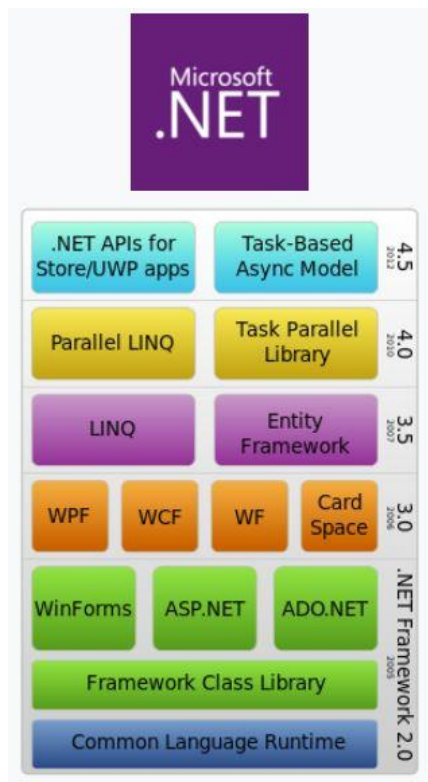 Microsoft
.NET
.NET APIs for
Store/UWP apps
Task-Based
Async Model
4.5
2012
Parallel LINQ
Task Parallel
Library
4.0
2010
LINQ
Entity
Framework
3.5
2007
WPF
WCF
WF
Card
Space
3.0
2006
WinForms
ASP.NET
ADO.NET
Framework Class Library
Common Language Runtime
.NET Framework 2.0
2005